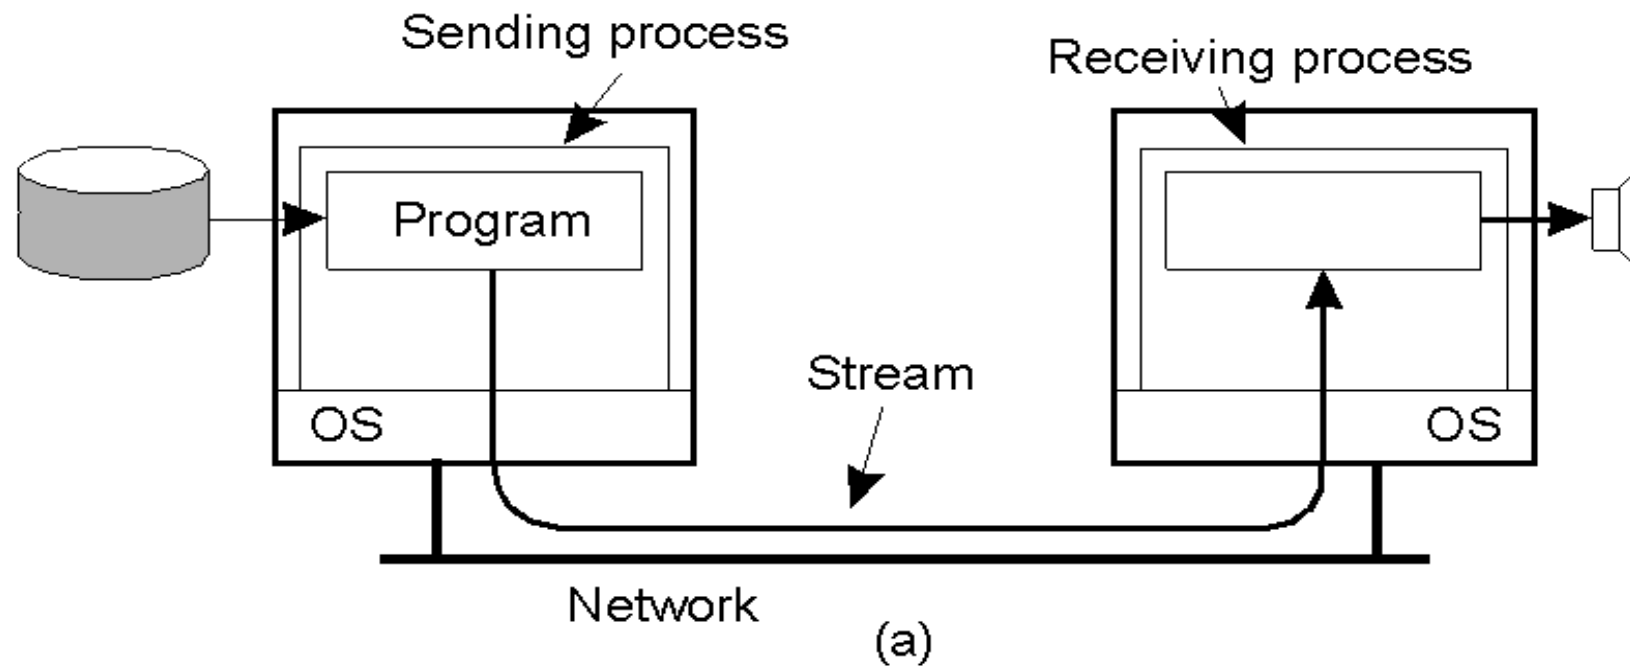 Sending process
Receiving process
Program
Stream
OS
OS
Network
(a)